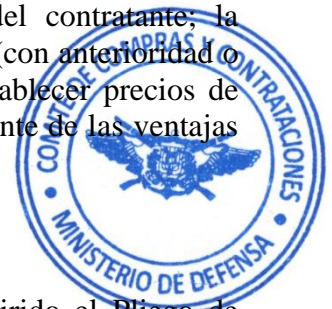 del contratante; la
(con anterioridad o
ablecer precios de
nte de las ventajas
COMITE DE COMPRAS Y CONTRATACIONES
MINISTERIO DE DEFENSA
irido el Pliego de